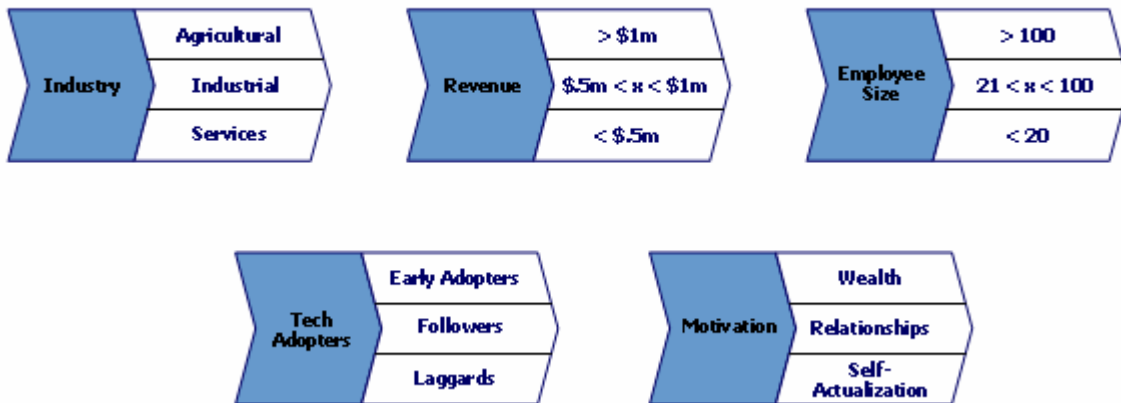 Industry
Agricultural
Industrial
Services
Revenue
> $1m
$.5m < x < $1m
< $.5m
Employee
Size
> 100
21 < x < 100
< 20
Tech
Adopters
Early Adopters
Followers
Laggards
Motivation
Wealth
Relationships
Self-
Actualization